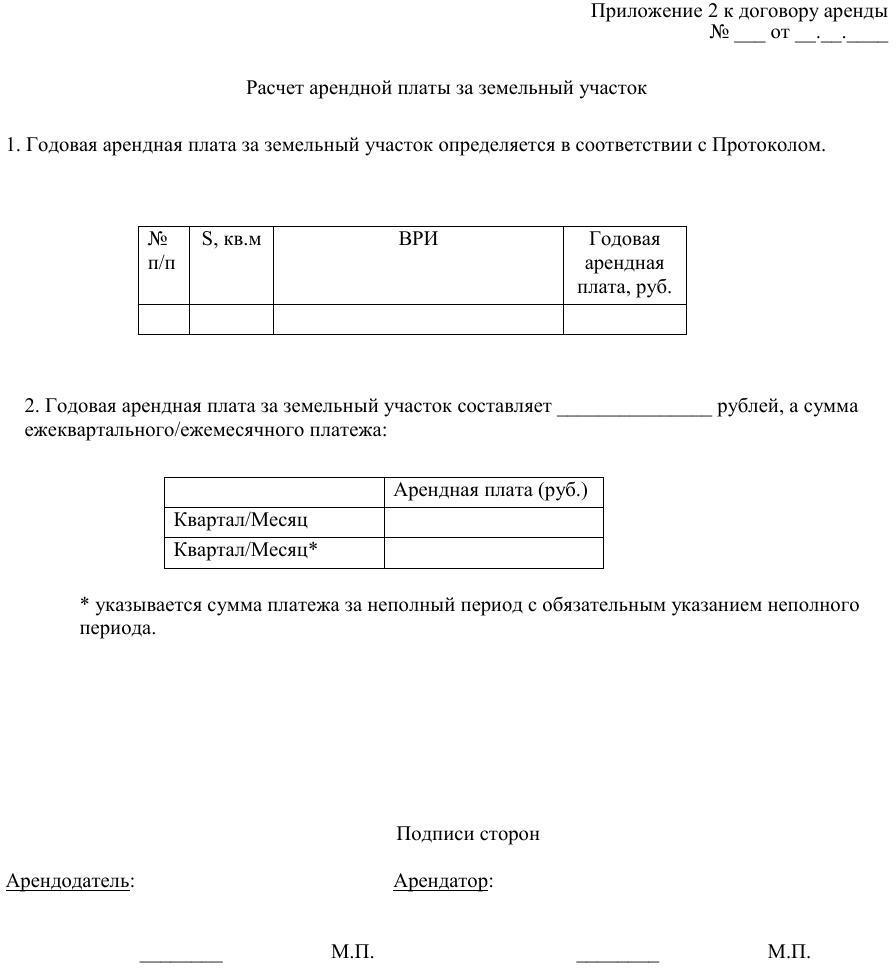 Приложение 2 к договору аренды
№ ___ от __.__.____
Расчет арендной платы за земельный участок
1. Годовая арендная плата за земельный участок определяется в соответствии с Протоколом.
№ п/п S, кв.м ВРИ Годовая арендная плата, руб.
2. Годовая арендная плата за земельный участок составляет _______________ рублей, а сумма
ежеквартального/ежемесячного платежа:
Арендная плата (руб.)
Квартал/Месяц
Квартал/Месяц*
* указывается сумма платежа за неполный период с обязательным указанием неполного
периода.
Подписи сторон
Арендодатель: Арендатор:
________ М.П. ________ М.П.